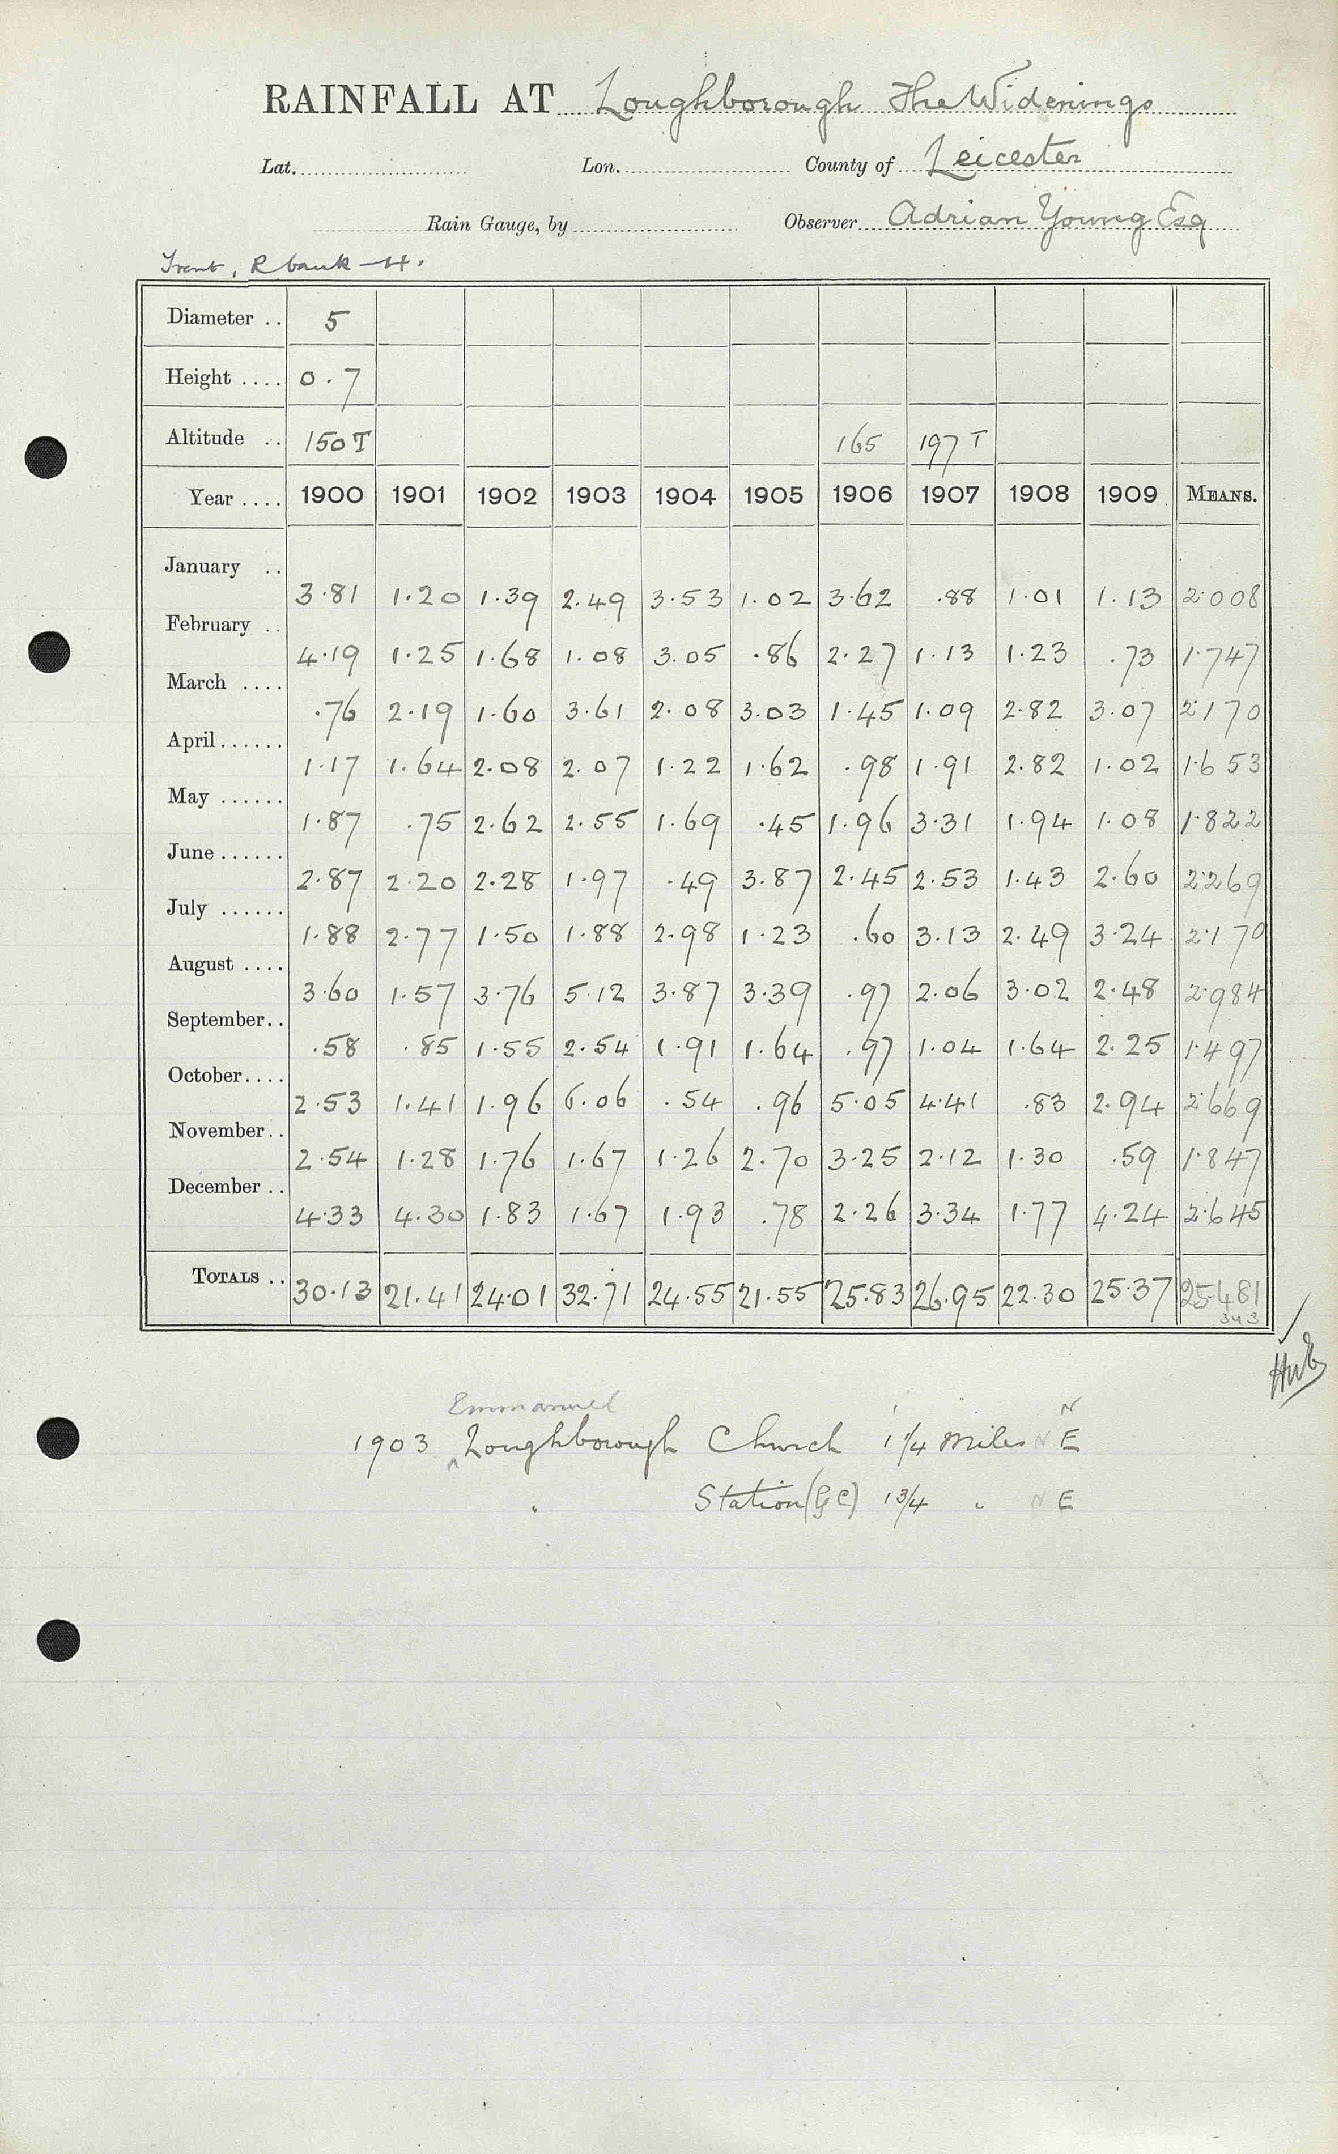 RAINFALL AT Loughborough The Widenings
Lat. Lon. County of Leicester
Rain Gauge, by Observer Adrian Young Esq
Trent, R bank —H.
Diameter .. 5
Height .... 0.7
Altitude .. 150T 165 197 T
Year .... 1900 1901 1902 1903 1904 1905 1906 1907 1908 1909 MEANS.
January .. 3.81 1.20 1.39 2.49 3.53 1.02 3.62 .88 1.01 1.13 2.008
February .. 4.19 1.25 1.68 1.08 3.05 .86 2.27 1.13 1.23 .73 1.747
March .... .76 2.19 1.60 3.61 2.08 3.03 1.45 1.09 2.82 3.07 2.170
April ...... 1.17 1.64 2.08 2.07 1.22 1.62 .98 1.91 2.82 1.02 1.653
May ...... 1.87 .75 2.62 2.55 1.69 .45 1.96 3.31 1.94 1.08 1.822
June ...... 2.87 2.20 2.28 1.97 .49 3.87 2.45 2.53 1.43 2.60 2.269
July ...... 1.88 2.77 1.50 1.88 2.98 1.23 .60 3.13 2.49 3.24 2.170
August .... 3.60 1.57 3.76 5.12 3.87 3.39 .97 2.06 3.02 2.48 2.984
September .. .58 .85 1.55 2.54 1.91 1.64 .97 1.04 1.64 2.25 1.497
October .... 2.53 1.41 1.96 6.06 .54 .96 5.05 4.41 .83 2.94 2.669
November .. 2.54 1.28 1.76 1.67 1.26 2.70 3.25 2.12 1.30 .59 1.847
December .. 4.33 4.30 1.83 1.67 1.93 .78 2.26 3.34 1.77 4.24 2.645
TOTALS .. 30.13 21.41 24.01 32.71 24.55 21.55 25.83 26.95 22.30 25.37 25.481
343
Emmanuel N
1903 Loughborough Church 1 1/4 miles N E
" Station (G C) 1 3/4 " N E